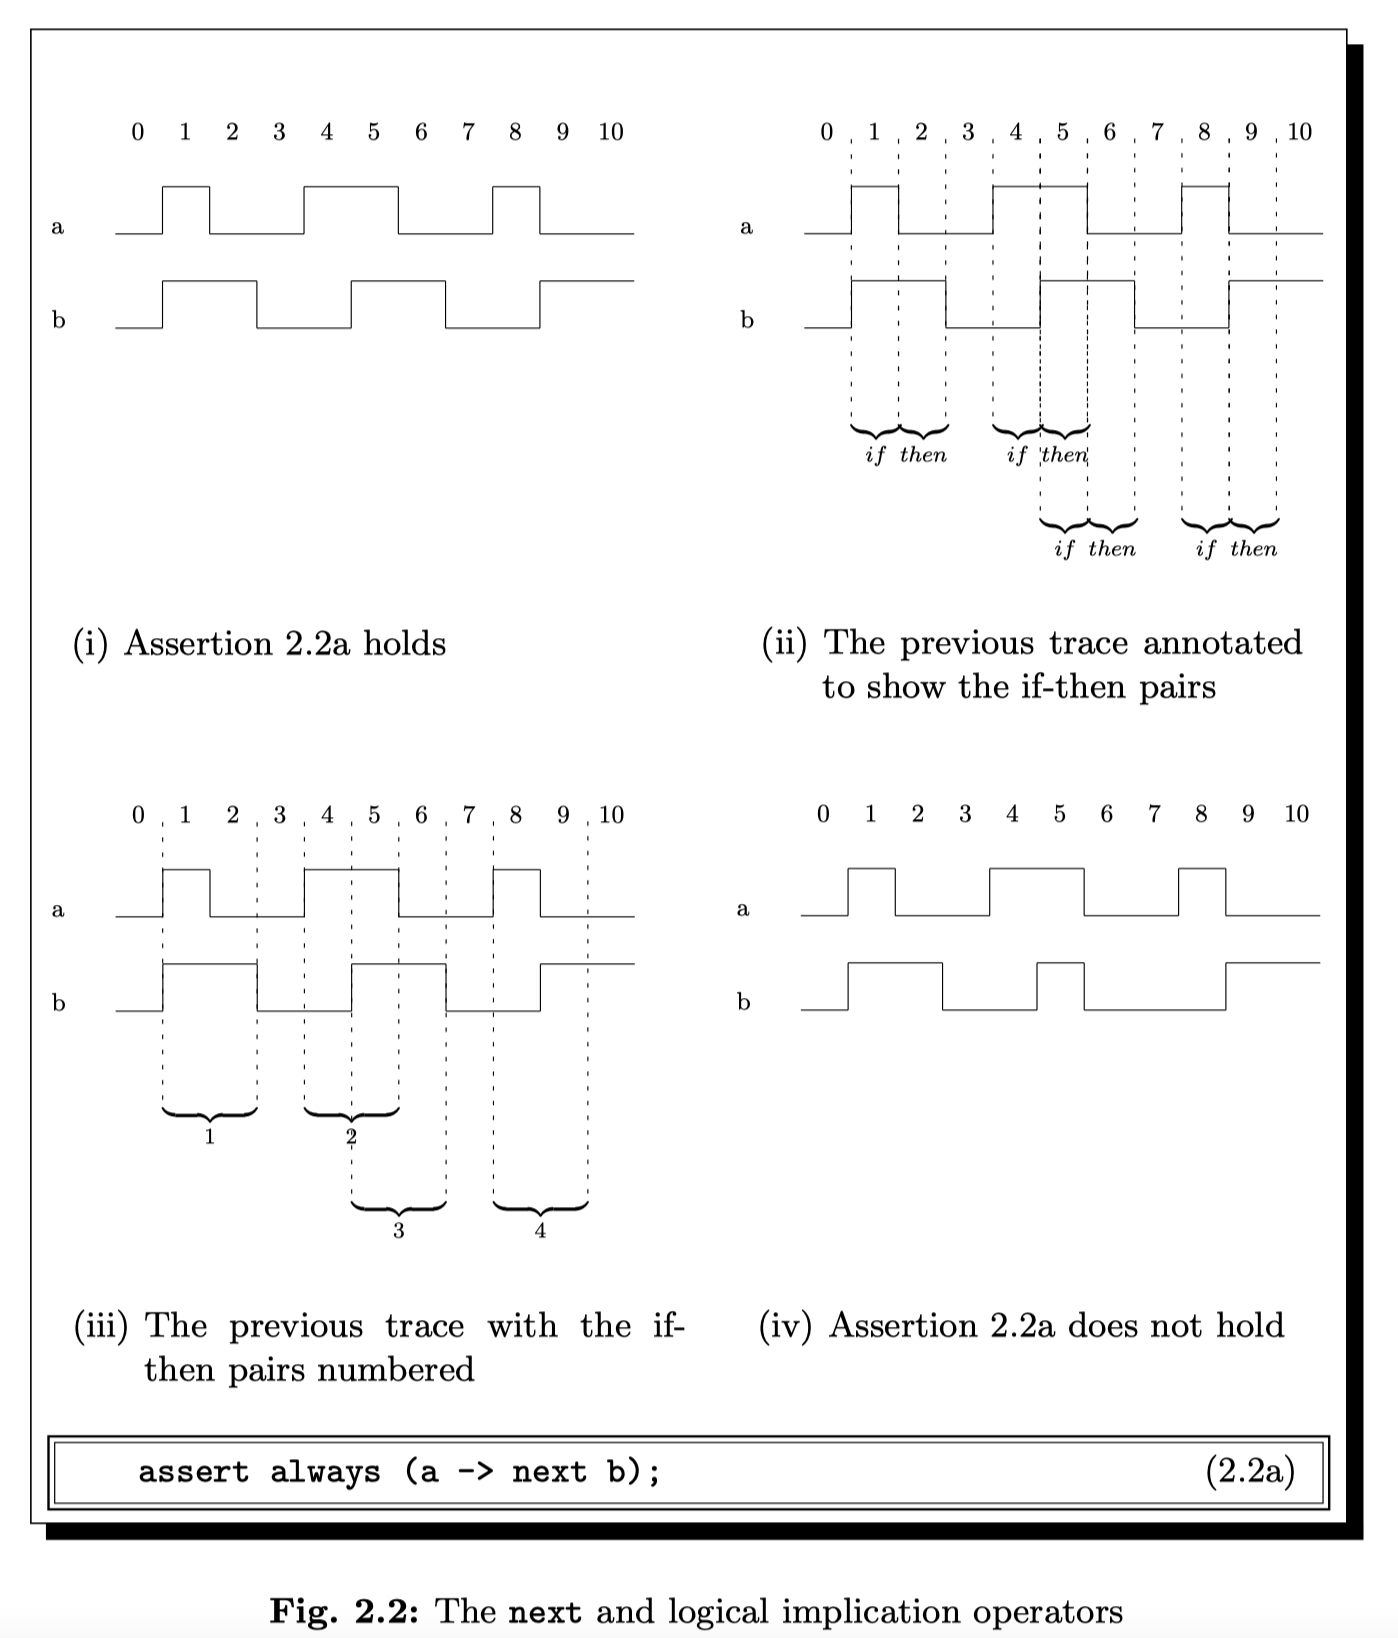 0 1 2 3 4 5 6 7 8 9 10
a
b
(i) Assertion 2.2a holds
0 1 2 3 4 5 6 7 8 9 10
a
b
if then if then
if then if then
(ii) The previous trace annotated
to show the if-then pairs
0 1 2 3 4 5 6 7 8 9 10
a
b
1 2
3 4
(iii) The previous trace with the if-
then pairs numbered
0 1 2 3 4 5 6 7 8 9 10
a
b
(iv) Assertion 2.2a does not hold
assert always (a -> next b); (2.2a)
Fig. 2.2: The next and logical implication operators